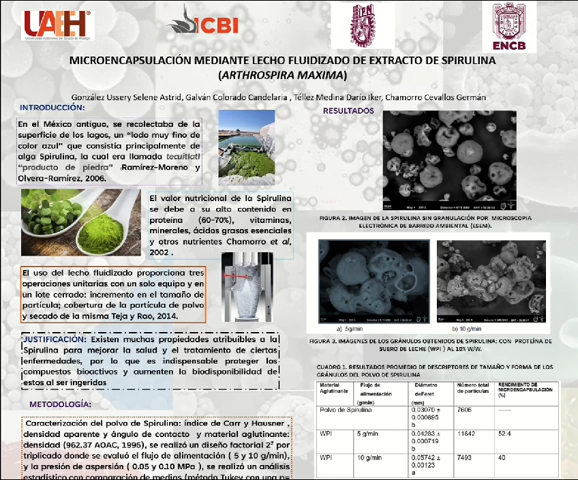 UAEH
ICBI
IPN
ENCB
MICROENCAPSULACIÓN MEDIANTE LECHO FLUIDIZADO DE EXTRACTO DE SPIRULINA
(ARTHROSPIRA MAXIMA)
González Ussery Selene Astrid, Galván Colorado Candelaria , Téllez Medina Darío Iker, Chamorro Cevallos Germán
INTRODUCCIÓN:
En el México antiguo, se recolectaba de la
superficie de los lagos, un "lodo muy fino de
color azul" que consistía principalmente de
alga Spirulina, la cual era llamada tecuitlatl
"producto de piedra" .Ramírez-Moreno y
Olvera-Ramírez, 2006.
El valor nutricional de la Spirulina
se debe a su alto contenido en
proteína (60-70%), vitaminas,
minerales, ácidos grasos esenciales
y otros nutrientes Chamorro et al,
2002 .
El uso del lecho fluidizado proporciona tres
operaciones unitarias con un solo equipo y en
un lote cerrado: incremento en el tamaño de
partícula; cobertura de la partícula de polvo
y secado de la misma Teja y Rao, 2014.
JUSTIFICACIÓN: Existen muchas propiedades atribuibles a la
Spirulina para mejorar la salud y el tratamiento de ciertas
enfermedades, por lo que es indispensable proteger los
compuestos bioactivos y aumenten la biodisponibilidad de
estos al ser ingeridos
METODOLOGÍA:
Caracterización del polvo de Spirulina: índice de Carr y Hausner ,
densidad aparente y ángulo de contacto y material aglutinante:
densidad (962.37 AOAC, 1995), se realizó un diseño factorial 2² por
triplicado donde se evaluó el flujo de alimentación ( 5 y 10 g/min),
y la presión de aspersión ( 0.05 y 0.10 MPa ), se realizó un análisis
estadístico con comparación de medias (método Tukey con una p=
RESULTADOS
FIGURA 2. IMAGEN DE LA SPIRULINA SIN GRANULACIÓN POR MICROSCOPIA
ELECTRÓNICA DE BARRIDO AMBIENTAL (ESEM).
a) 5g/min
b) 10 g/min
FIGURA 3. IMÁGENES DE LOS GRÁNULOS OBTENIDOS DE SPIRULINA: CON PROTEÍNA DE
SUERO DE LECHE (WPI ) AL 10% W/W.
CUADRO 1. RESULTADOS PROMEDIO DE DESCRIPTORES DE TAMAÑO Y FORMA DE LOS
GRÁNULOS DEL POLVO DE SPIRULINA
Material Aglutinante Flujo de alimentación (g/min) Diámetro deFeret (mm) Número total de partículas RENDIMIENTO DE MICROENCAPSULACIÓN (%)
Polvo de Spirulina 0.03970 ± 0.000895 b 7606 ------
WPI 5 g/min 0.04263 ± 0.000719 b 11642 52.4
WPI 10 g/min 0.05742 ± 0.00123 a 7493 40